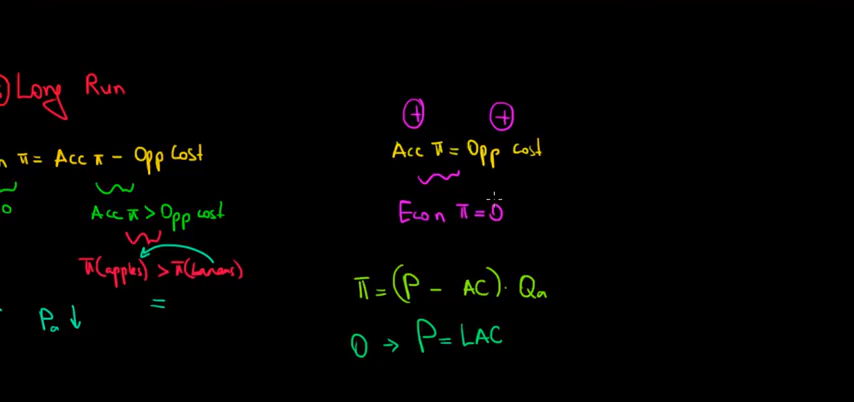 Long Run
n π = Acc π − Opp Cost
0
Acc π > Opp cost
π(apples) > π(bananas)
=
Pa ↓
+ +
Acc π = Opp cost
Econ π = 0
π = (P − AC) · Qa
0 → P = LAC